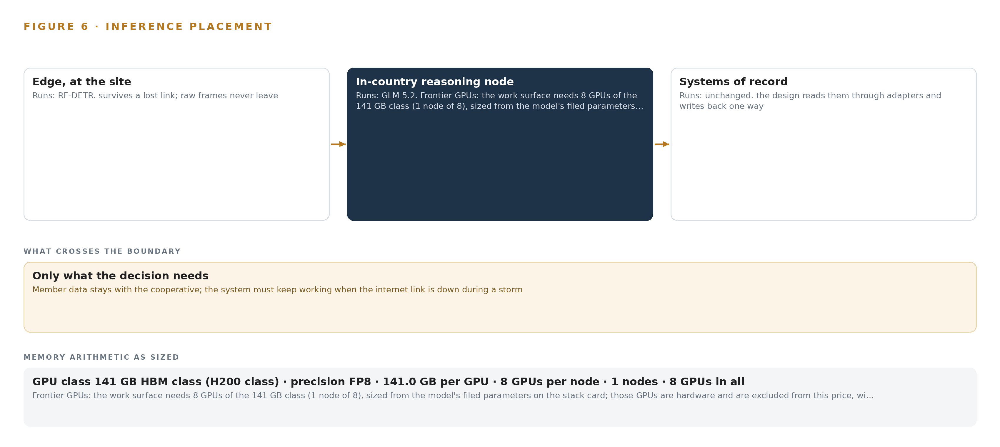 FIGURE 6 · INFERENCE PLACEMENT
Edge, at the site
Runs: RF-DETR. survives a lost link; raw frames never leave
In-country reasoning node
Runs: GLM 5.2. Frontier GPUs: the work surface needs 8 GPUs of the
141 GB class (1 node of 8), sized from the model's filed parameters…
Systems of record
Runs: unchanged. the design reads them through adapters and
writes back one way
WHAT CROSSES THE BOUNDARY
Only what the decision needs
Member data stays with the cooperative; the system must keep working when the internet link is down during a storm
MEMORY ARITHMETIC AS SIZED
GPU class 141 GB HBM class (H200 class) · precision FP8 · 141.0 GB per GPU · 8 GPUs per node · 1 nodes · 8 GPUs in all
Frontier GPUs: the work surface needs 8 GPUs of the 141 GB class (1 node of 8), sized from the model's filed parameters on the stack card; those GPUs are hardware and are excluded from this price, wi…